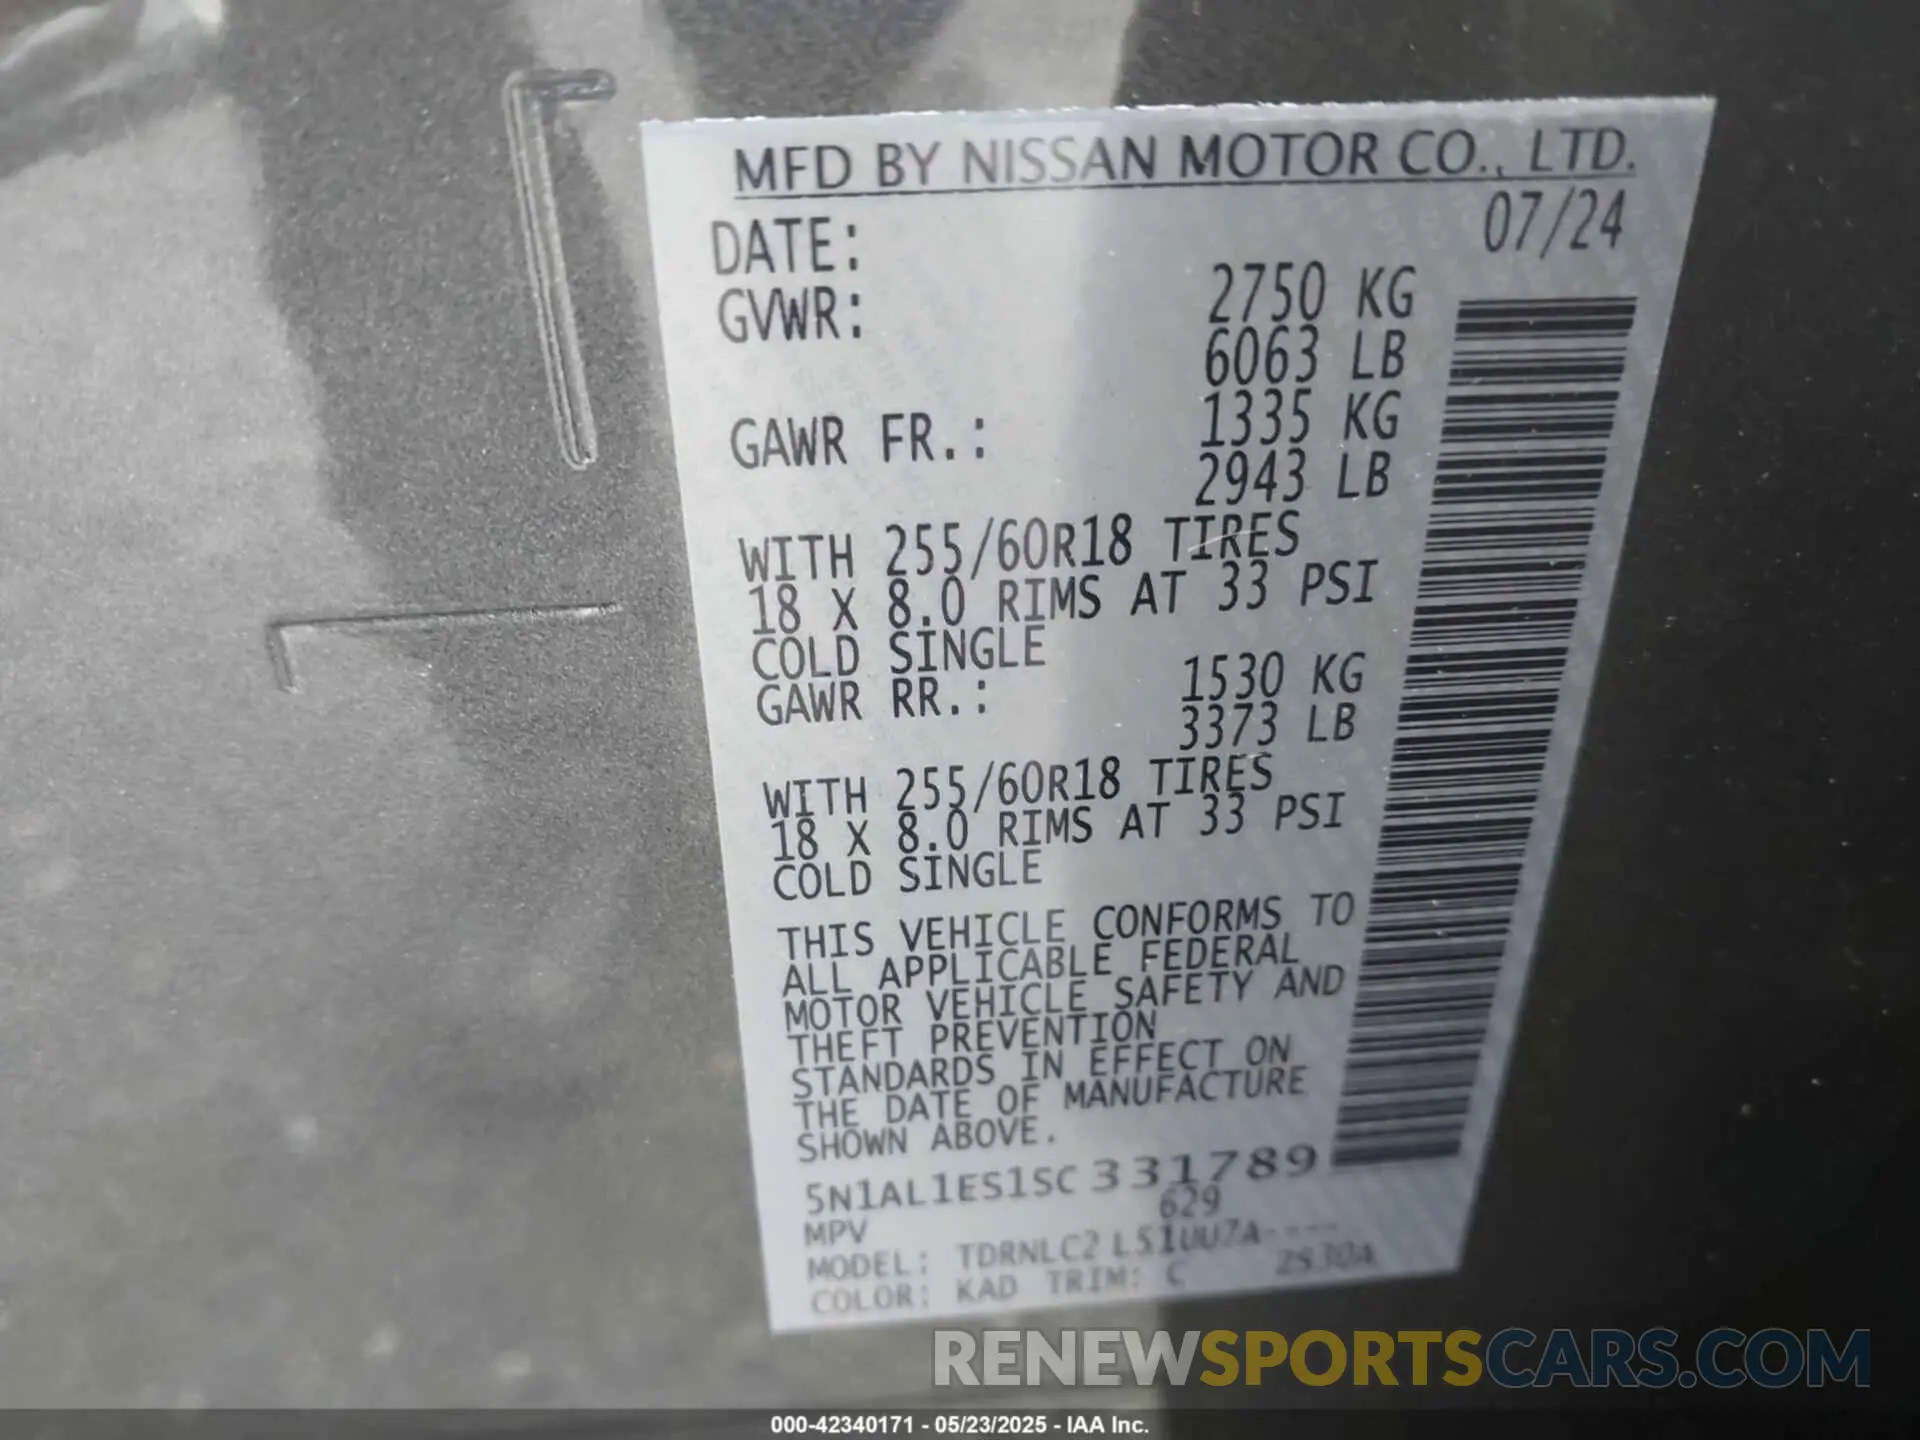 MFD BY NISSAN MOTOR CO., LTD.
DATE: 07/24
GVWR: 2750 KG
6063 LB
GAWR FR.: 1335 KG
2943 LB
WITH 255/60R18 TIRES
18 X 8.0 RIMS AT 33 PSI
COLD SINGLE
GAWR RR.: 1530 KG
3373 LB
WITH 255/60R18 TIRES
18 X 8.0 RIMS AT 33 PSI
COLD SINGLE
THIS VEHICLE CONFORMS TO
ALL APPLICABLE FEDERAL
MOTOR VEHICLE SAFETY AND
THEFT PREVENTION
STANDARDS IN EFFECT ON
THE DATE OF MANUFACTURE
SHOWN ABOVE.
5N1AL1ES1SC331789
MPV 629
MODEL: TDRNLC2 L51UU7A----
COLOR: KAD TRIM: C 2S30A
RENEWSPORTSCARS.COM
000-42340171 - 05/23/2025 - IAA Inc.